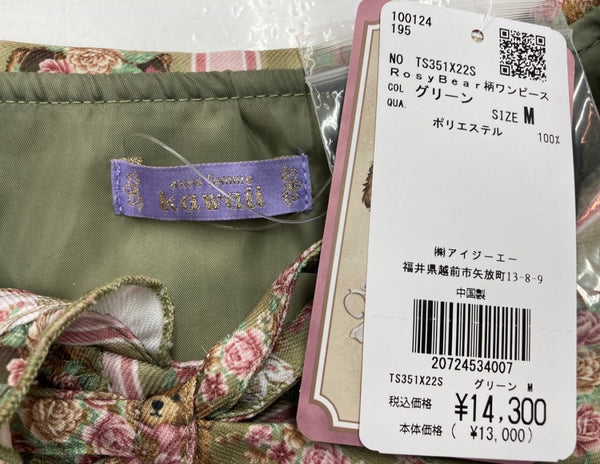 chez femme
kawaii
100124
195
NO TS351X22S
RosyBear柄ワンピース
COL グリーン
QUA. SIZE M
ポリエステル 100%
㈱アイジーエー
福井県越前市矢放町13-8-9
中国製
20724534007
TS351X22S グリーン M
税込価格 ¥14,300
本体価格 ( ¥13,000)